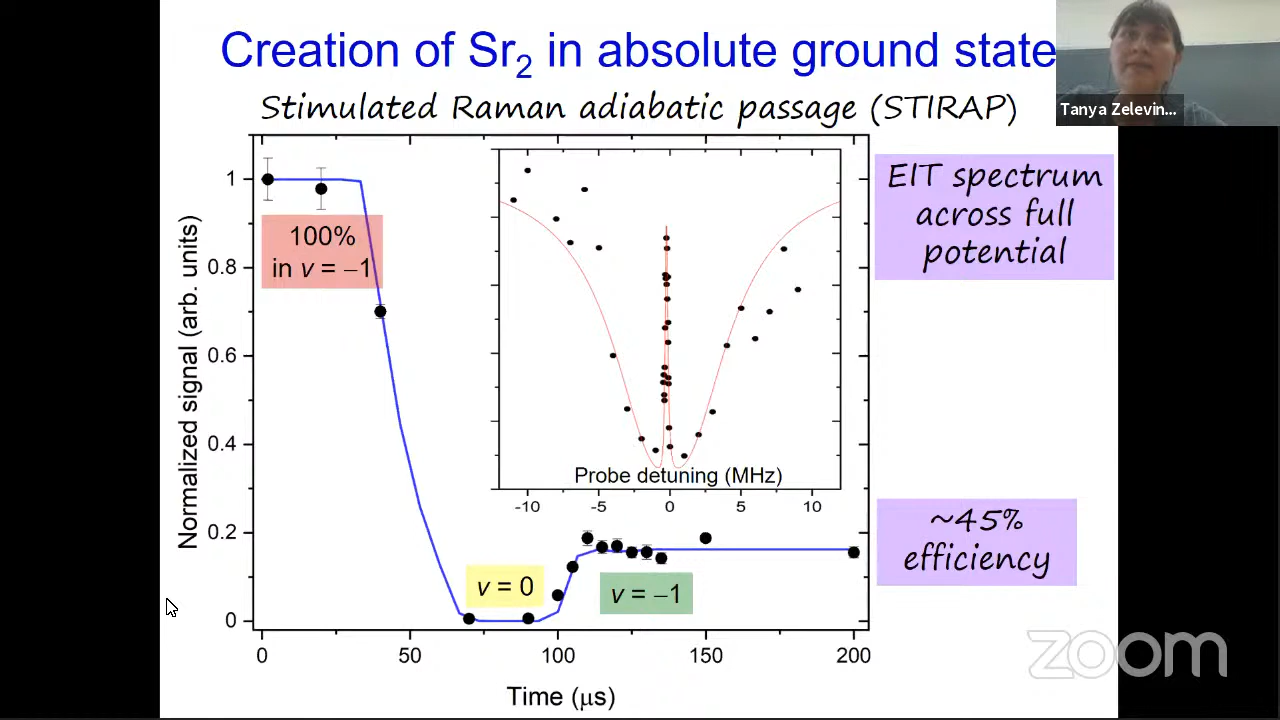 Creation of Sr₂ in absolute ground state
Stimulated Raman adiabatic passage (STIRAP)
Tanya Zelevin...
EIT spectrum
across full
potential
100%
in v = −1
Normalized signal (arb. units)
1
0.8
0.6
0.4
0.2
0
Probe detuning (MHz)
-10 -5 0 5 10
~45%
efficiency
v = 0
v = −1
0 50 100 150 200
Time (μs)
zoom